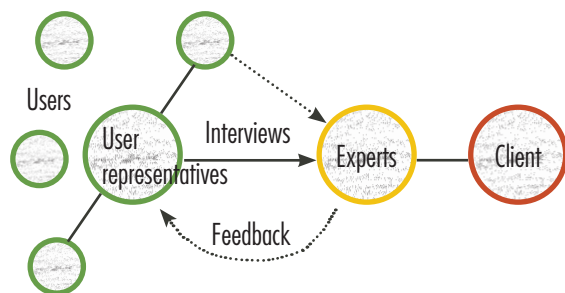 Users
User
representatives
Interviews
Experts
Client
Feedback